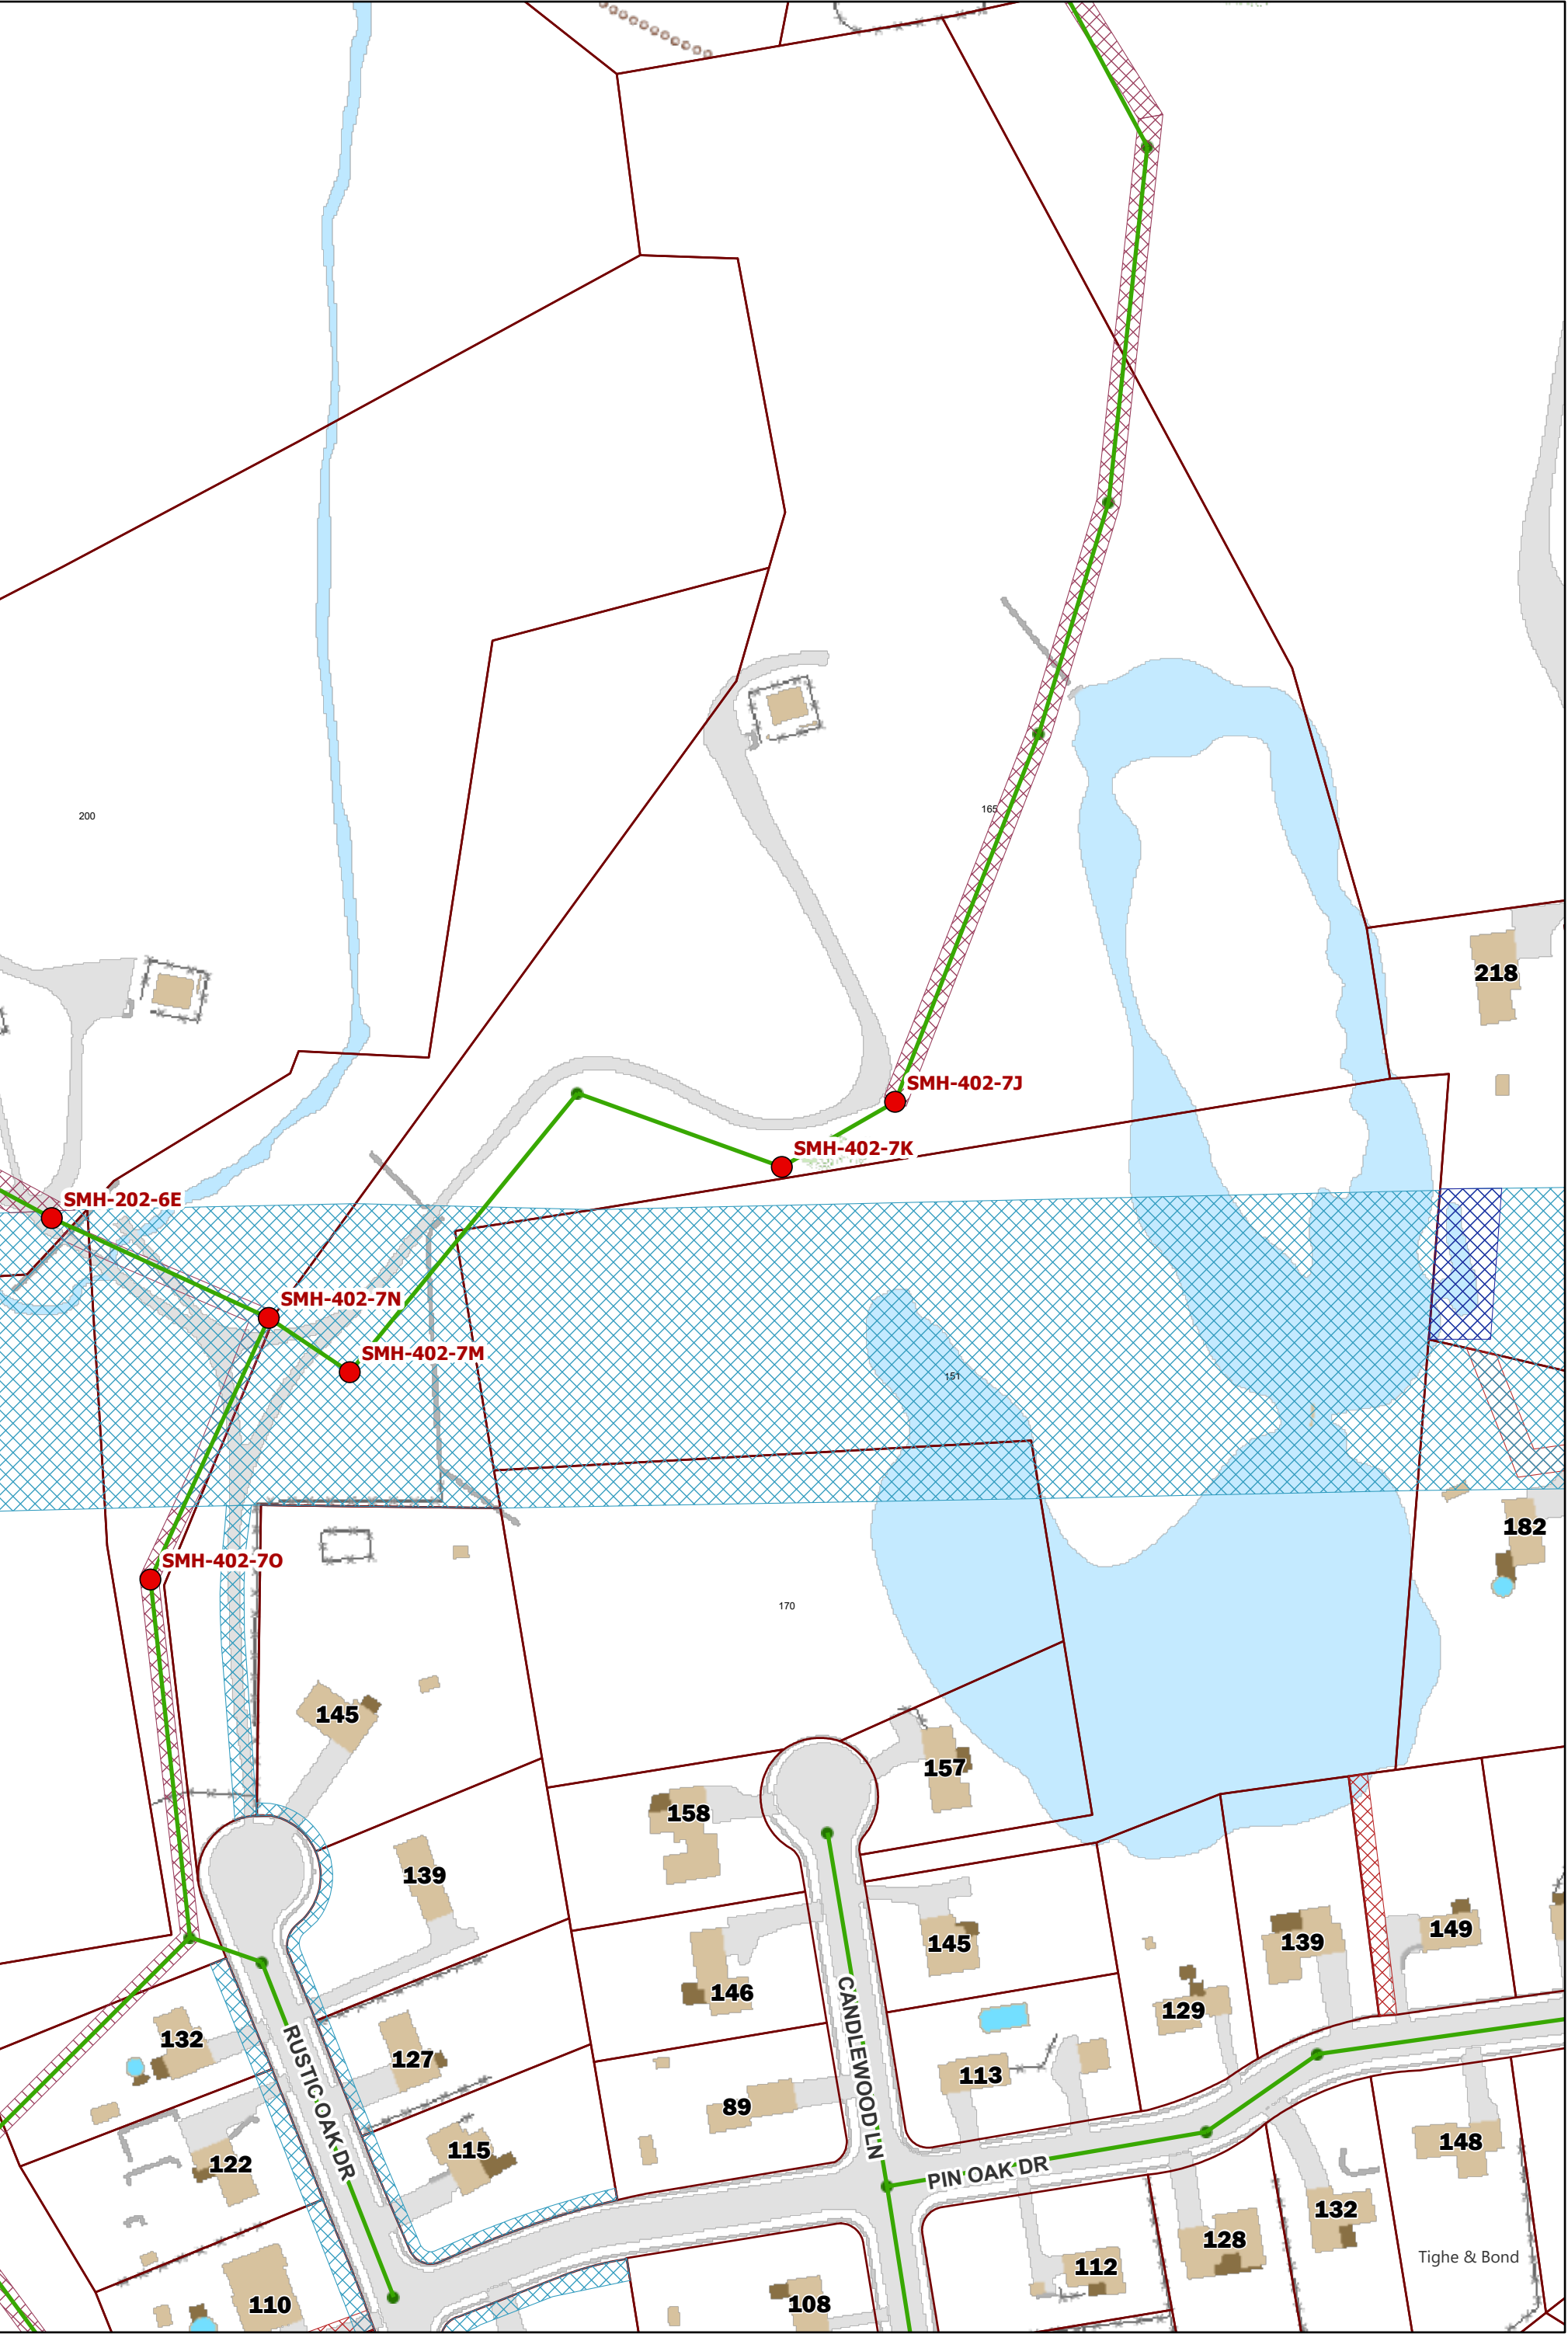 200
165
218
SMH-402-7J
SMH-402-7K
SMH-202-6E
SMH-402-7N
SMH-402-7M
151
182
SMH-402-7O
170
145
157
158
139
145
139
149
146
129
132
127
RUSTIC OAK DR
CANDLEWOOD LN
113
89
115
122
PIN OAK DR
148
132
128
112
110
108
Tighe & Bond